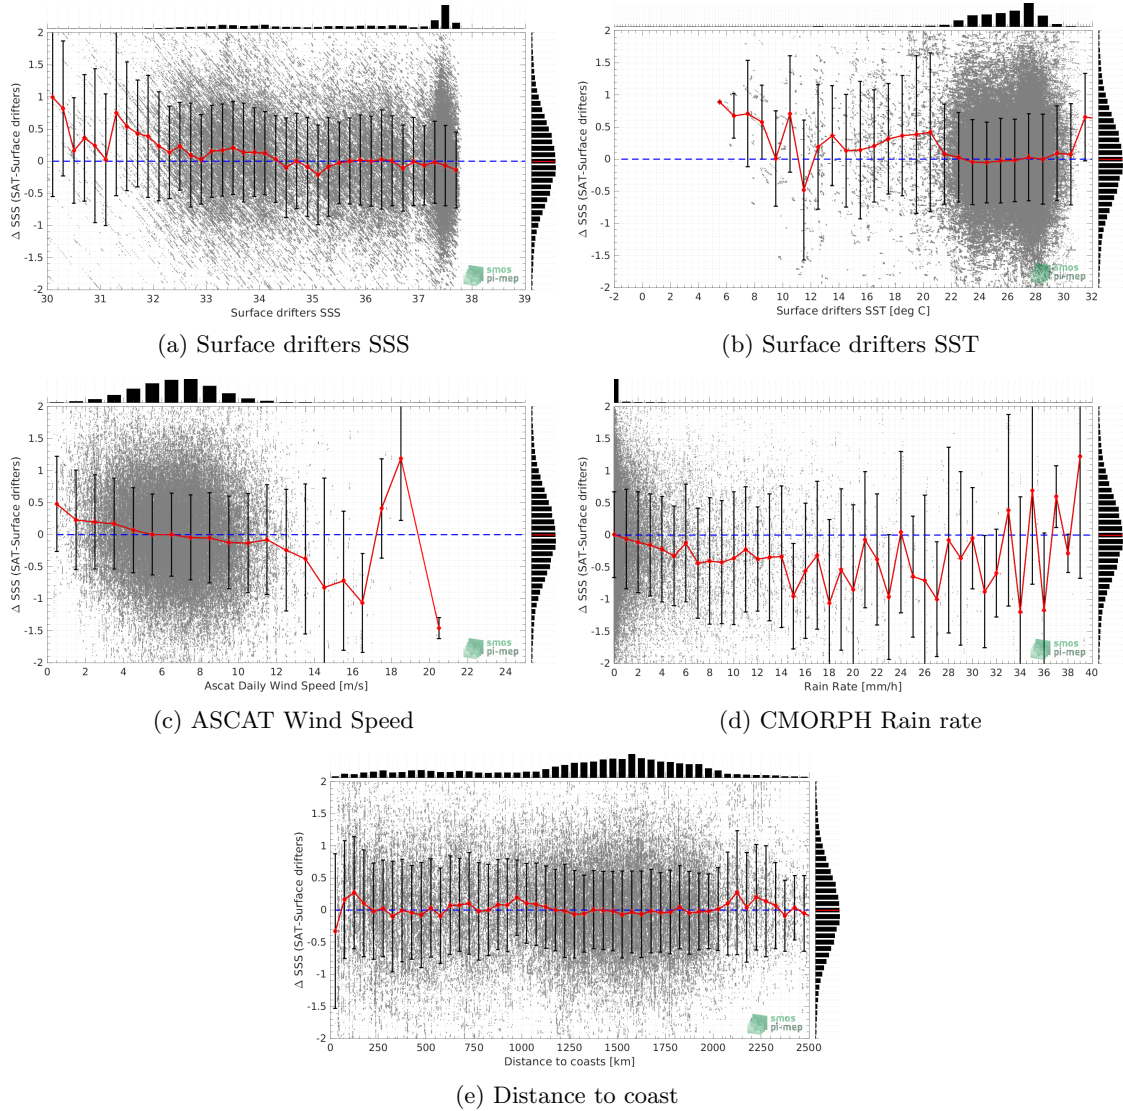 2
1.5
1
0.5
0
-0.5
-1
-1.5
-2
Δ SSS (SAT-Surface drifters)
30 31 32 33 34 35 36 37 38 39
Surface drifters SSS
smos
pi-mep
(a) Surface drifters SSS
2
1.5
1
0.5
0
-0.5
-1
-1.5
-2
Δ SSS (SAT-Surface drifters)
-2 0 2 4 6 8 10 12 14 16 18 20 22 24 26 28 30 32
Surface drifters SST [deg C]
smos
pi-mep
(b) Surface drifters SST
2
1.5
1
0.5
0
-0.5
-1
-1.5
-2
Δ SSS (SAT-Surface drifters)
0 2 4 6 8 10 12 14 16 18 20 22 24
Ascat Daily Wind Speed [m/s]
smos
pi-mep
(c) ASCAT Wind Speed
2
1.5
1
0.5
0
-0.5
-1
-1.5
-2
Δ SSS (SAT-Surface drifters)
0 2 4 6 8 10 12 14 16 18 20 22 24 26 28 30 32 34 36 38 40
Rain Rate [mm/h]
smos
pi-mep
(d) CMORPH Rain rate
2
1.5
1
0.5
0
-0.5
-1
-1.5
-2
Δ SSS (SAT-Surface drifters)
0 250 500 750 1000 1250 1500 1750 2000 2250 2500
Distance to coasts [km]
smos
pi-mep
(e) Distance to coast